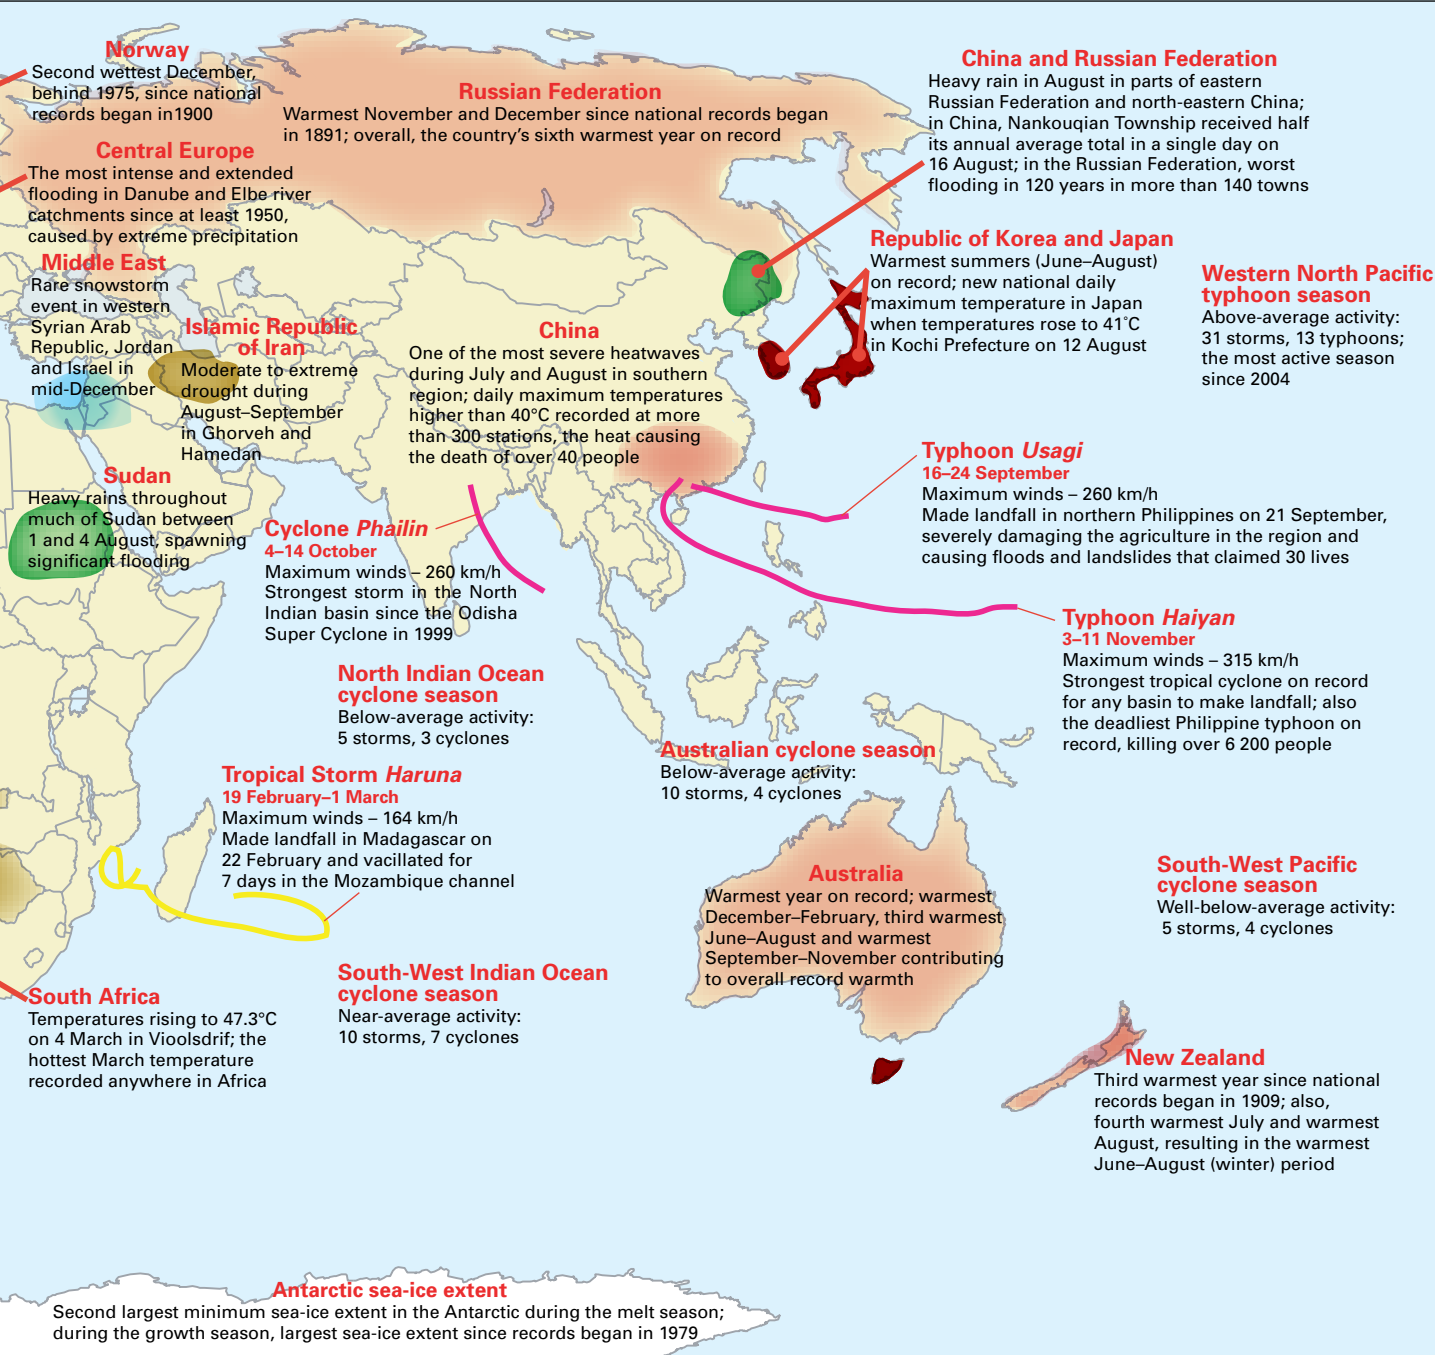 Norway
Second wettest December,
behind 1975, since national
records began in1900
Russian Federation
Warmest November and December since national records began
in 1891; overall, the country's sixth warmest year on record
China and Russian Federation
Heavy rain in August in parts of eastern
Russian Federation and north-eastern China;
in China, Nankouqian Township received half
its annual average total in a single day on
16 August; in the Russian Federation, worst
flooding in 120 years in more than 140 towns
Central Europe
The most intense and extended
flooding in Danube and Elbe river
catchments since at least 1950,
caused by extreme precipitation
Republic of Korea and Japan
Warmest summers (June–August)
on record; new national daily
maximum temperature in Japan
when temperatures rose to 41˚C
in Kochi Prefecture on 12 August
Western North Pacific
typhoon season
Above-average activity:
31 storms, 13 typhoons;
the most active season
since 2004
Middle East
Rare snowstorm
event in western
Syrian Arab
Republic, Jordan
and Israel in
mid-December
Islamic Republic
of Iran
Moderate to extreme
drought during
August–September
in Ghorveh and
Hamedan
China
One of the most severe heatwaves
during July and August in southern
region; daily maximum temperatures
higher than 40°C recorded at more
than 300 stations, the heat causing
the death of over 40 people
Sudan
Heavy rains throughout
much of Sudan between
1 and 4 August, spawning
significant flooding
Cyclone Phailin
4–14 October
Maximum winds – 260 km/h
Strongest storm in the North
Indian basin since the Odisha
Super Cyclone in 1999
Typhoon Usagi
16–24 September
Maximum winds – 260 km/h
Made landfall in northern Philippines on 21 September,
severely damaging the agriculture in the region and
causing floods and landslides that claimed 30 lives
Typhoon Haiyan
3–11 November
Maximum winds – 315 km/h
Strongest tropical cyclone on record
for any basin to make landfall; also
the deadliest Philippine typhoon on
record, killing over 6 200 people
North Indian Ocean
cyclone season
Below-average activity:
5 storms, 3 cyclones
Australian cyclone season
Below-average activity:
10 storms, 4 cyclones
Tropical Storm Haruna
19 February–1 March
Maximum winds – 164 km/h
Made landfall in Madagascar on
22 February and vacillated for
7 days in the Mozambique channel
Australia
Warmest year on record; warmest
December–February, third warmest
June–August and warmest
September–November contributing
to overall record warmth
South-West Pacific
cyclone season
Well-below-average activity:
5 storms, 4 cyclones
South-West Indian Ocean
cyclone season
Near-average activity:
10 storms, 7 cyclones
South Africa
Temperatures rising to 47.3°C
on 4 March in Vioolsdrif; the
hottest March temperature
recorded anywhere in Africa
New Zealand
Third warmest year since national
records began in 1909; also,
fourth warmest July and warmest
August, resulting in the warmest
June–August (winter) period
Antarctic sea-ice extent
Second largest minimum sea-ice extent in the Antarctic during the melt season;
during the growth season, largest sea-ice extent since records began in 1979